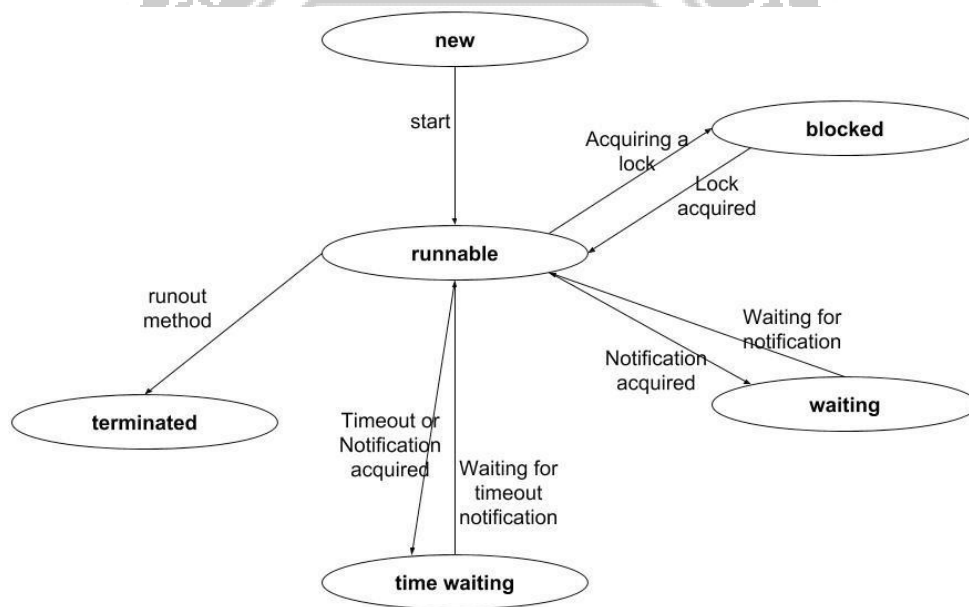 new
start
Acquiring a
lock
blocked
Lock
acquired
runnable
runout
method
Waiting for
notification
Notification
acquired
terminated
waiting
Timeout or
Notification
acquired
Waiting for
timeout
notification
time waiting